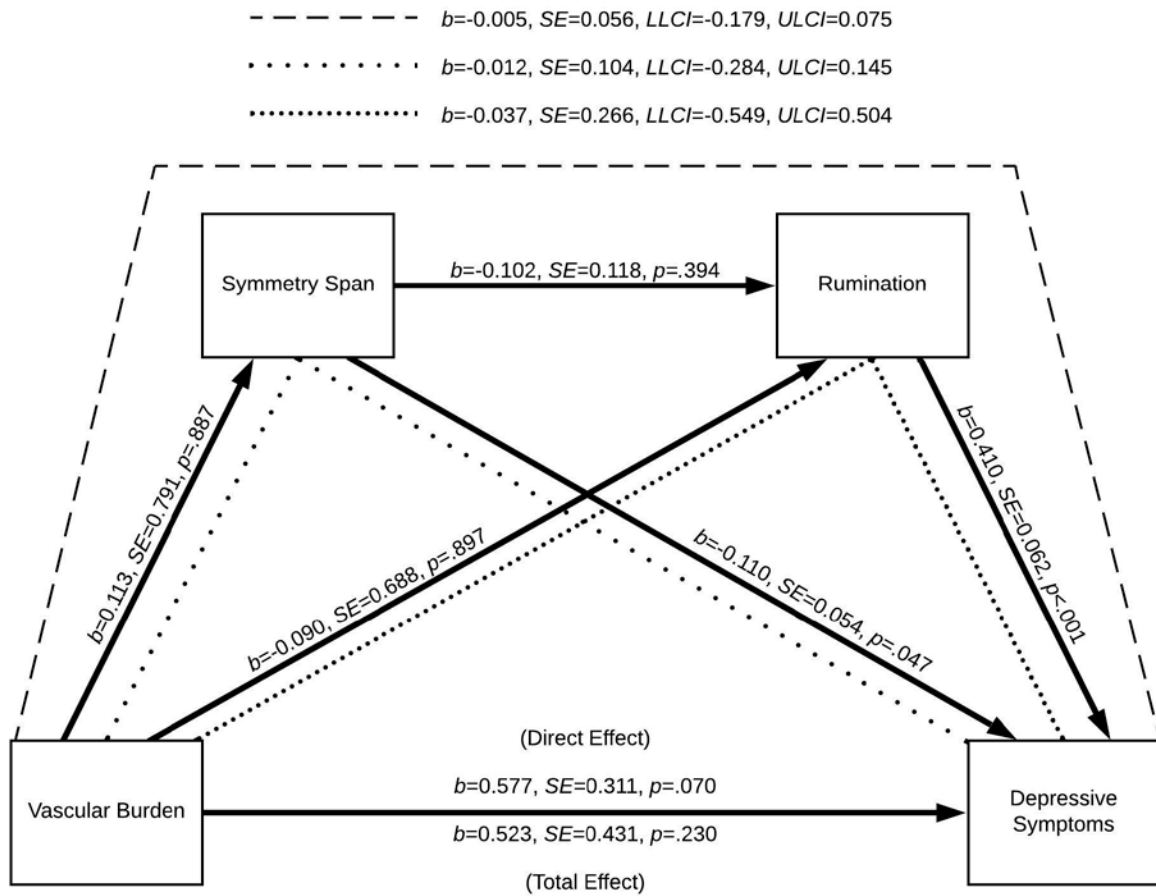 b=-0.005, SE=0.056, LLCI=-0.179, ULCI=0.075
b=-0.012, SE=0.104, LLCI=-0.284, ULCI=0.145
b=-0.037, SE=0.266, LLCI=-0.549, ULCI=0.504
Symmetry Span
b=-0.102, SE=0.118, p=.394
Rumination
b=0.113, SE=0.791, p=.887
b=-0.090, SE=0.688, p=.897
b=-0.110, SE=0.054, p=.047
b=0.410, SE=0.062, p<.001
Vascular Burden
(Direct Effect)
b=0.577, SE=0.311, p=.070
b=0.523, SE=0.431, p=.230
(Total Effect)
Depressive
Symptoms